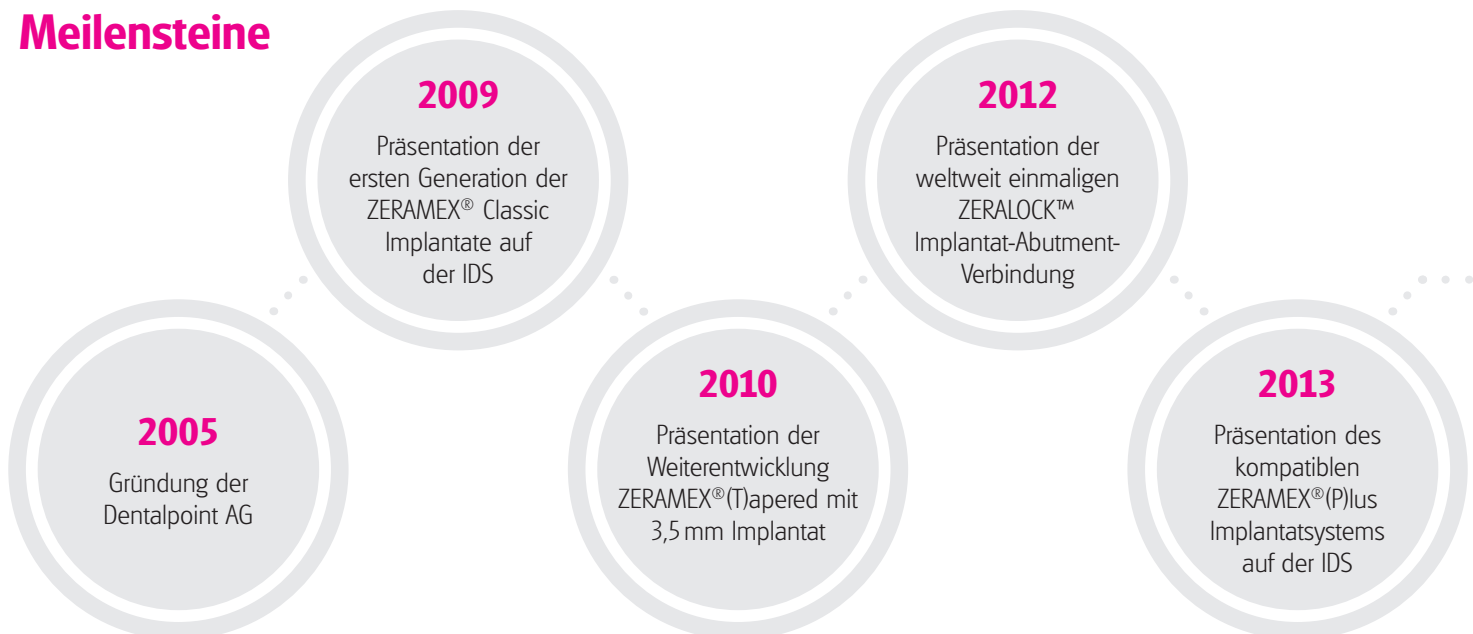 Meilensteine
2005
Gründung der
Dentalpoint AG
2009
Präsentation der
ersten Generation der
ZERAMEX® Classic
Implantate auf
der IDS
2010
Präsentation der
Weiterentwicklung
ZERAMEX®(T)apered mit
3,5 mm Implantat
2012
Präsentation der
weltweit einmaligen
ZERALOCK™
Implantat-Abutment-
Verbindung
2013
Präsentation des
kompatiblen
ZERAMEX®(P)lus
Implantatsystems
auf der IDS